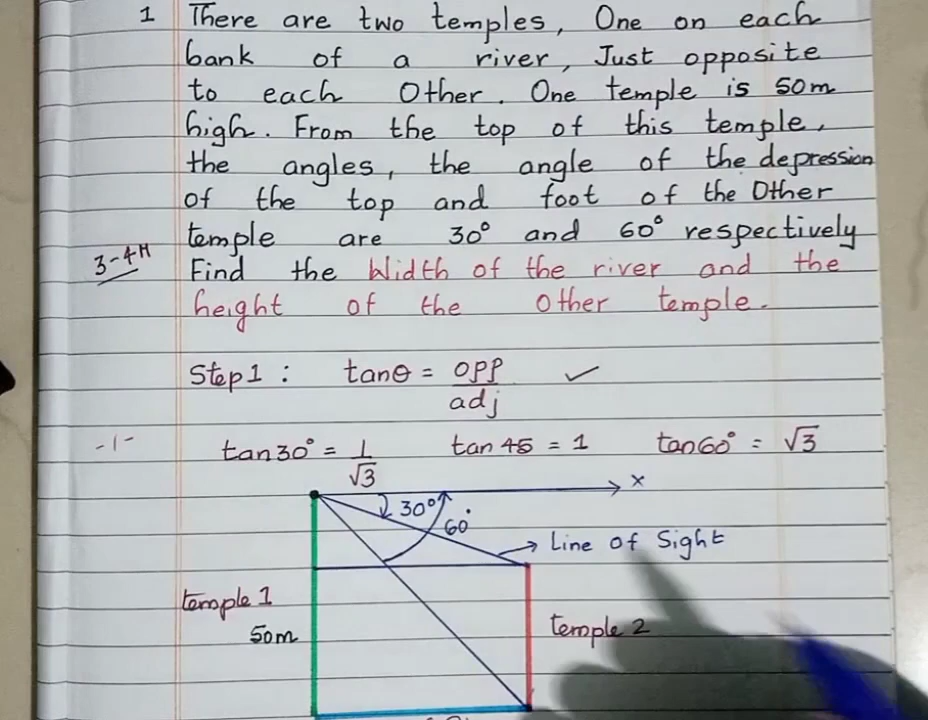 1 There are two temples, One on each
bank of a river, Just opposite
to each Other. One temple is 50m
high. From the top of this temple,
the angles, the angle of the depression
of the top and foot of the Other
temple are 30° and 60° respectively
3-4M Find the Width of the river and the
height of the Other temple.
Step1 : tanθ = opp/adj ✓
-1- tan30° = 1/√3 tan 45 = 1 tan60° = √3
x
30°
60°
Line of Sight
temple 1
50m
temple 2